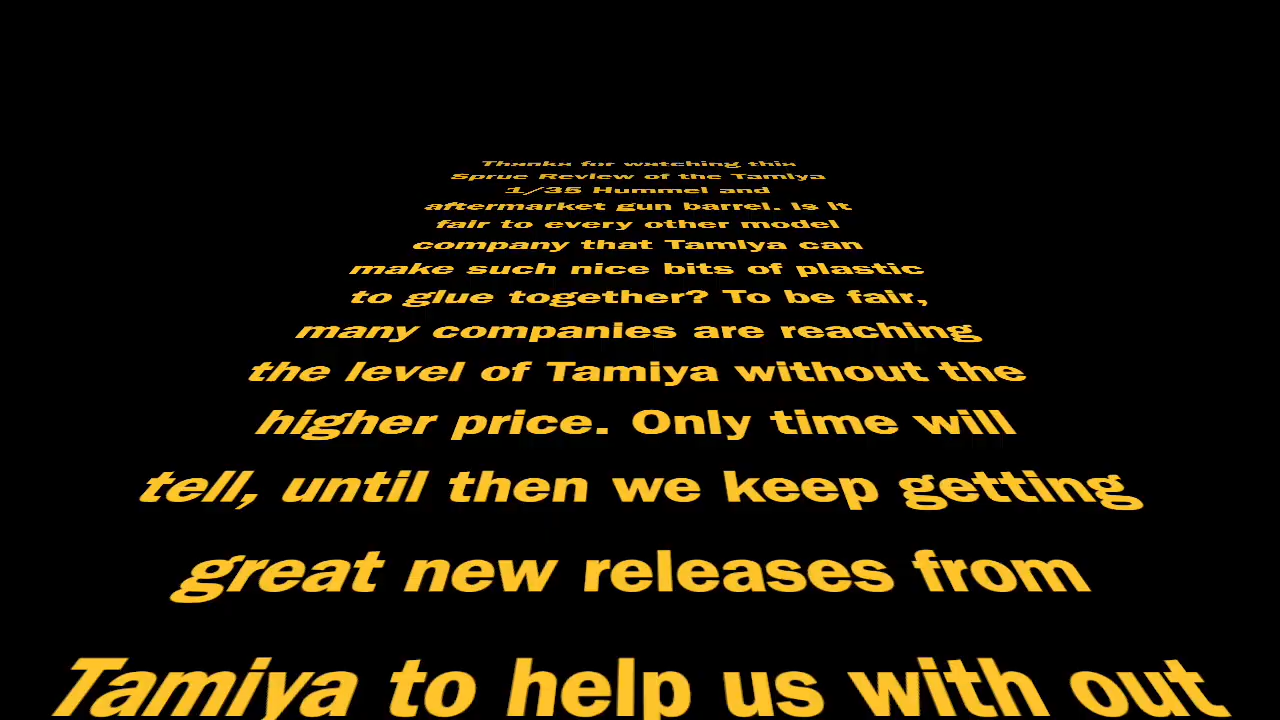 Thanks for watching this
Sprue Review of the Tamiya
1/35 Hummel and
aftermarket gun barrel. Is it
fair to every other model
company that Tamiya can
make such nice bits of plastic
to glue together? To be fair,
many companies are reaching
the level of Tamiya without the
higher price. Only time will
tell, until then we keep getting
great new releases from
Tamiya to help us with out